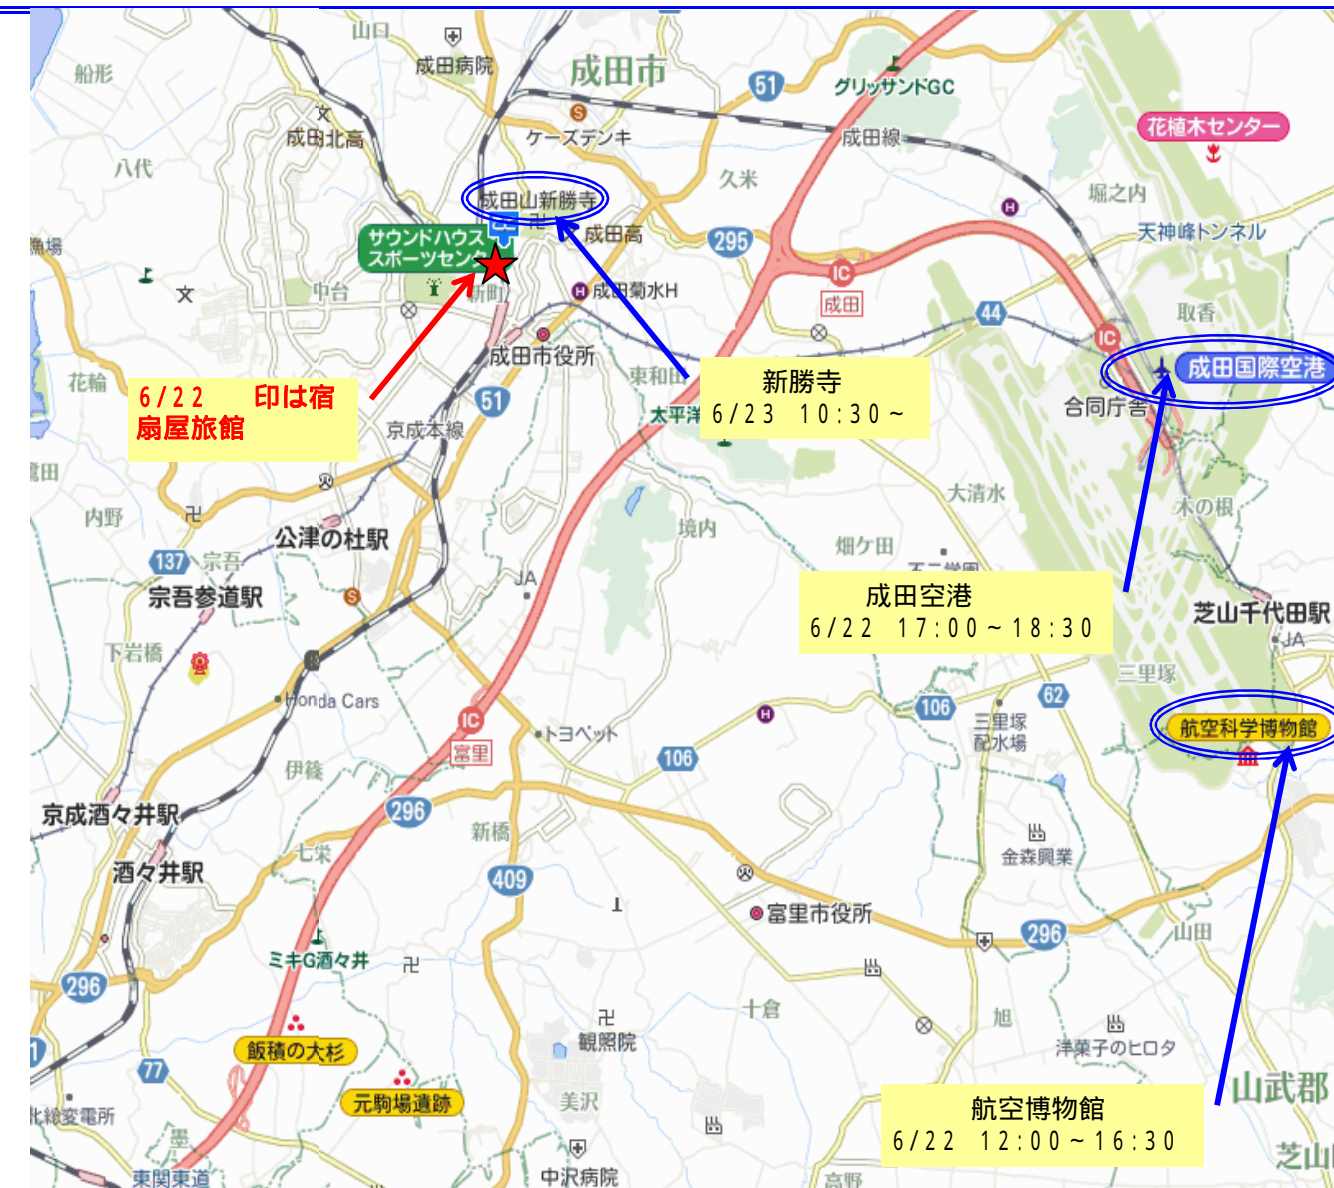 山口
成田病院
船形
成田市
51
グリッサンドGC
成田北高
ケーズデンキ
成田線
花植木センター
八代
久米
堀之内
成田山新勝寺
成田高
295
天神峰トンネル
漁場
サウンドハウス
スポーツセンタ
IC
成田
中台
新町
H 成田菊水H
44
取香
IC
成田市役所
成田国際空港
花輪
東和田
新勝寺
6/23 10:30~
6/22 印は宿
扇屋旅館
51
太平洋
合同庁舎
京成本線
大清水
木の根
内野
公津の杜駅
境内
畑ケ田
137
宗吾
JA
宗吾参道駅
成田空港
6/22 17:00~18:30
芝山千代田駅
JA
下岩橋
三里塚
Honda Cars
106
62
三里塚
配水場
航空科学博物館
IC
富里
トヨペット
106
伊篠
京成酒々井駅
296
新橋
七栄
金森興業
酒々井駅
409
富里市役所
296
山田
ミキG酒々井
296
十倉
旭
観照院
洋菓子のヒロタ
飯積の大杉
77
元駒場遺跡
美沢
航空博物館
6/22 12:00~16:30
山武郡
北総変電所
墨
東関東道
中沢病院
高野
芝山